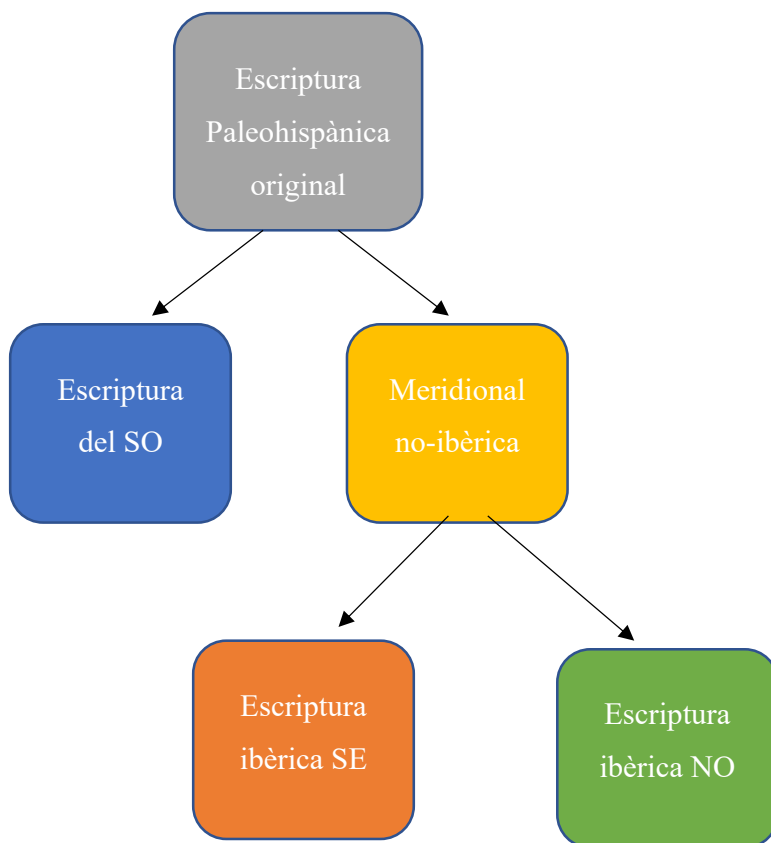 Escriptura
Paleohispànica
original
Escriptura
del SO
Meridional
no-ibèrica
Escriptura
ibèrica SE
Escriptura
ibèrica NO